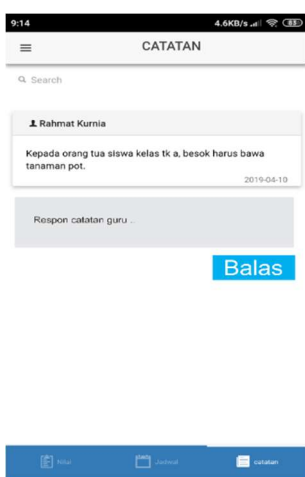 9:14 4.6KB/s 83
CATATAN
Search
Rahmat Kurnia
Kepada orang tua siswa kelas tk a, besok harus bawa
tanaman pot.
2019-04-10
Respon catatan guru ..
Balas
Nilai Jadwal catatan